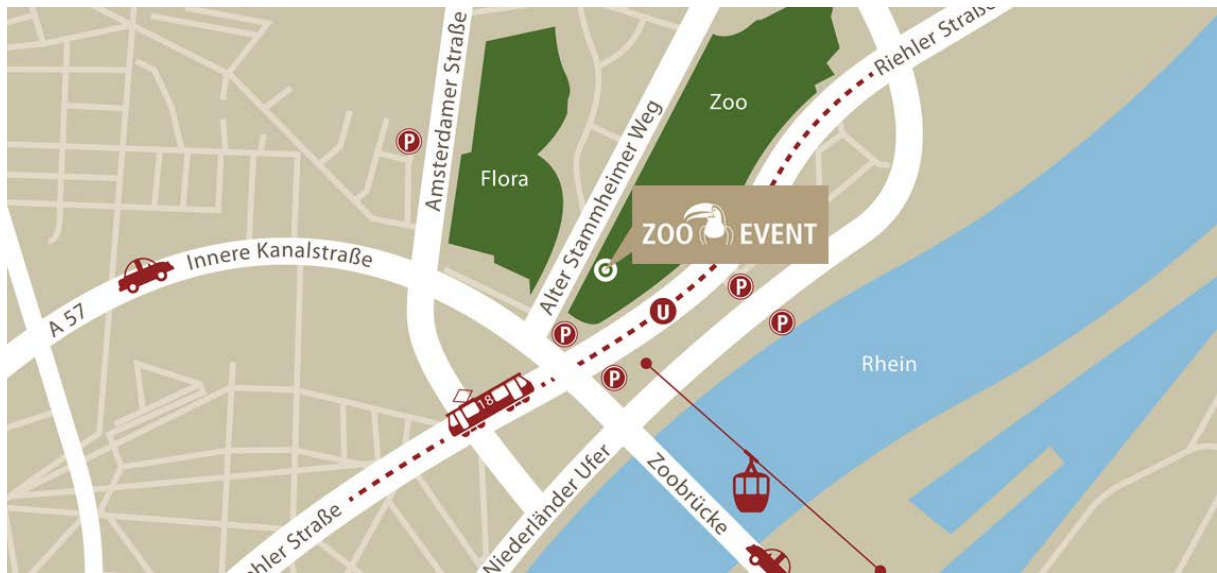 Amsterdamer Straße
Riehler Straße
Zoo
P
Flora
Alter Stammheimer Weg
ZOO EVENT
Innere Kanalstraße
A 57
P
U
P
P
Rhein
P
18
Niederländer Ufer
Zoobrücke
ehler Straße